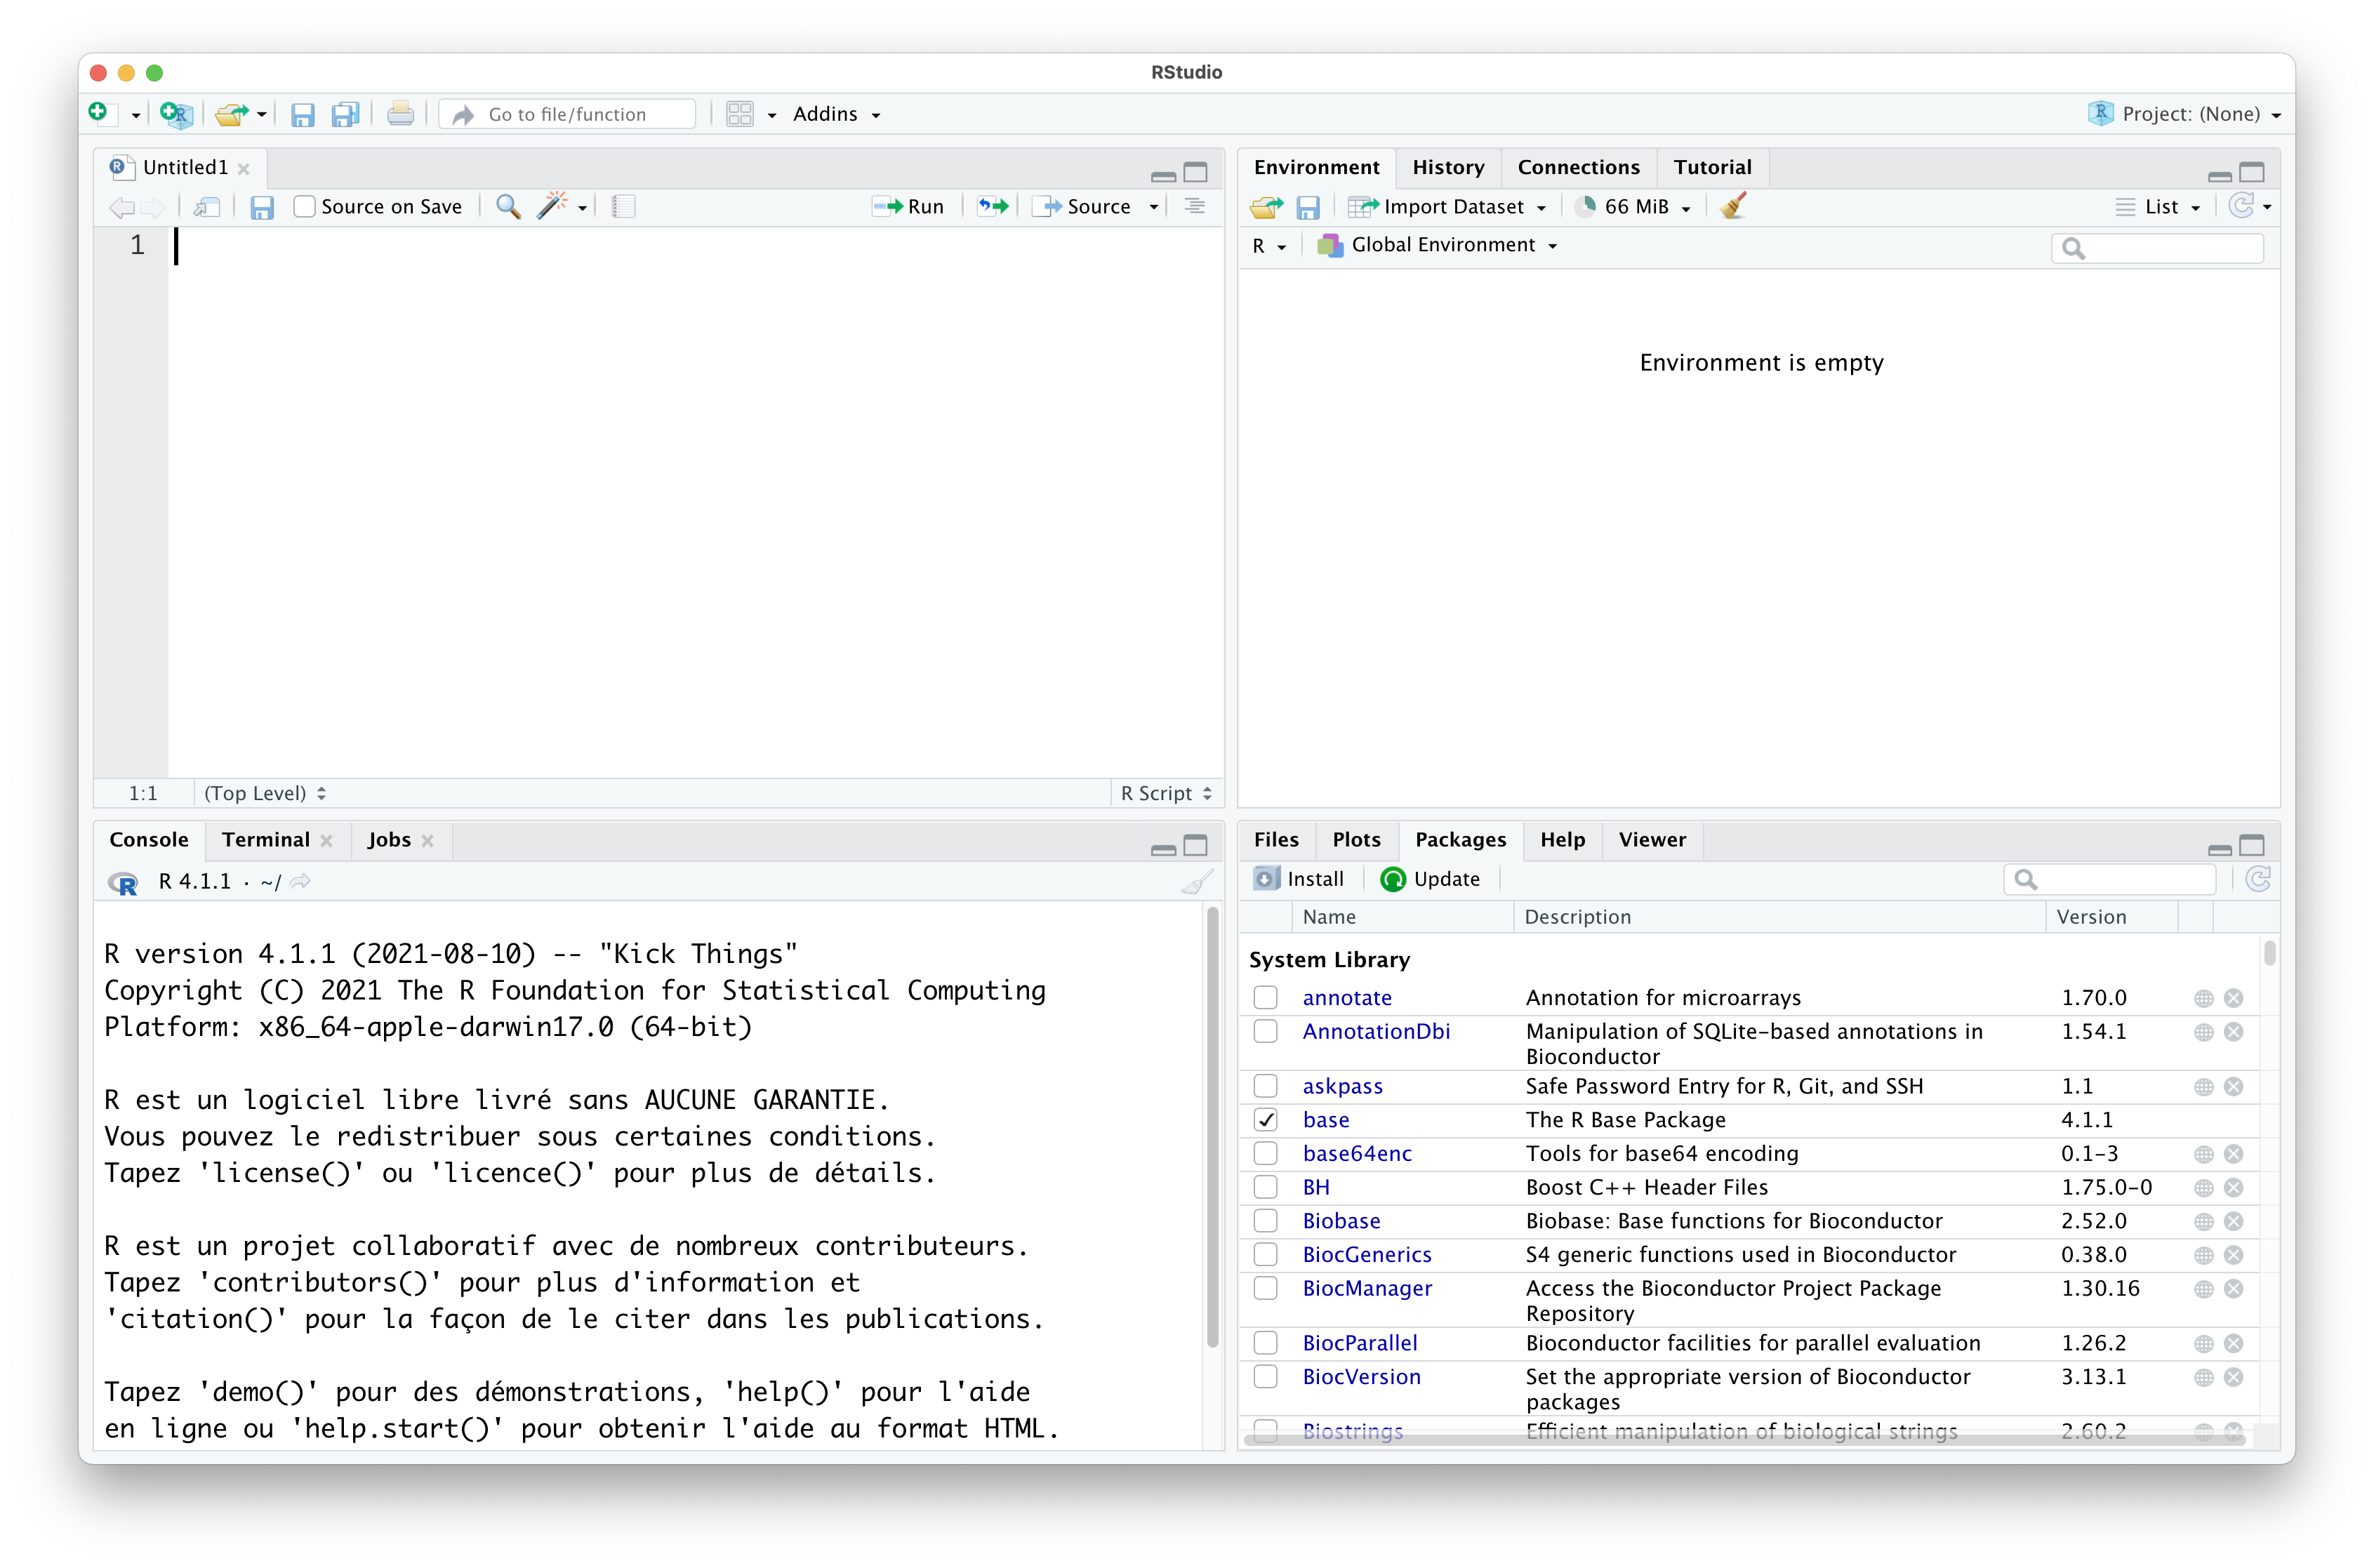 RStudio
Go to file/function
Addins
Project: (None)
Untitled1
Source on Save
Run
Source
1
1:1
(Top Level)
R Script
Environment
History
Connections
Tutorial
Import Dataset
66 MiB
List
R
Global Environment
Environment is empty
Console
Terminal
Jobs
R 4.1.1 · ~/
R version 4.1.1 (2021-08-10) -- "Kick Things"
Copyright (C) 2021 The R Foundation for Statistical Computing
Platform: x86_64-apple-darwin17.0 (64-bit)
R est un logiciel libre livré sans AUCUNE GARANTIE.
Vous pouvez le redistribuer sous certaines conditions.
Tapez 'license()' ou 'licence()' pour plus de détails.
R est un projet collaboratif avec de nombreux contributeurs.
Tapez 'contributors()' pour plus d'information et
'citation()' pour la façon de le citer dans les publications.
Tapez 'demo()' pour des démonstrations, 'help()' pour l'aide
en ligne ou 'help.start()' pour obtenir l'aide au format HTML.
Files
Plots
Packages
Help
Viewer
Install
Update
Name Description Version
System Library
annotate Annotation for microarrays 1.70.0
AnnotationDbi Manipulation of SQLite-based annotations in 1.54.1
Bioconductor
askpass Safe Password Entry for R, Git, and SSH 1.1
base The R Base Package 4.1.1
base64enc Tools for base64 encoding 0.1-3
BH Boost C++ Header Files 1.75.0-0
Biobase Biobase: Base functions for Bioconductor 2.52.0
BiocGenerics S4 generic functions used in Bioconductor 0.38.0
BiocManager Access the Bioconductor Project Package 1.30.16
Repository
BiocParallel Bioconductor facilities for parallel evaluation 1.26.2
BiocVersion Set the appropriate version of Bioconductor 3.13.1
packages
Biostrings Efficient manipulation of biological strings 2.60.2